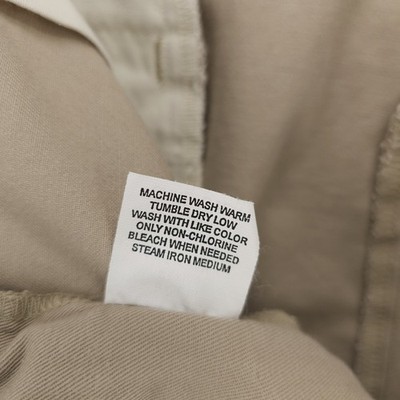 MACHINE WASH WARM
TUMBLE DRY LOW
WASH WITH LIKE COLOR
ONLY NON-CHLORINE
BLEACH WHEN NEEDED
STEAM IRON MEDIUM